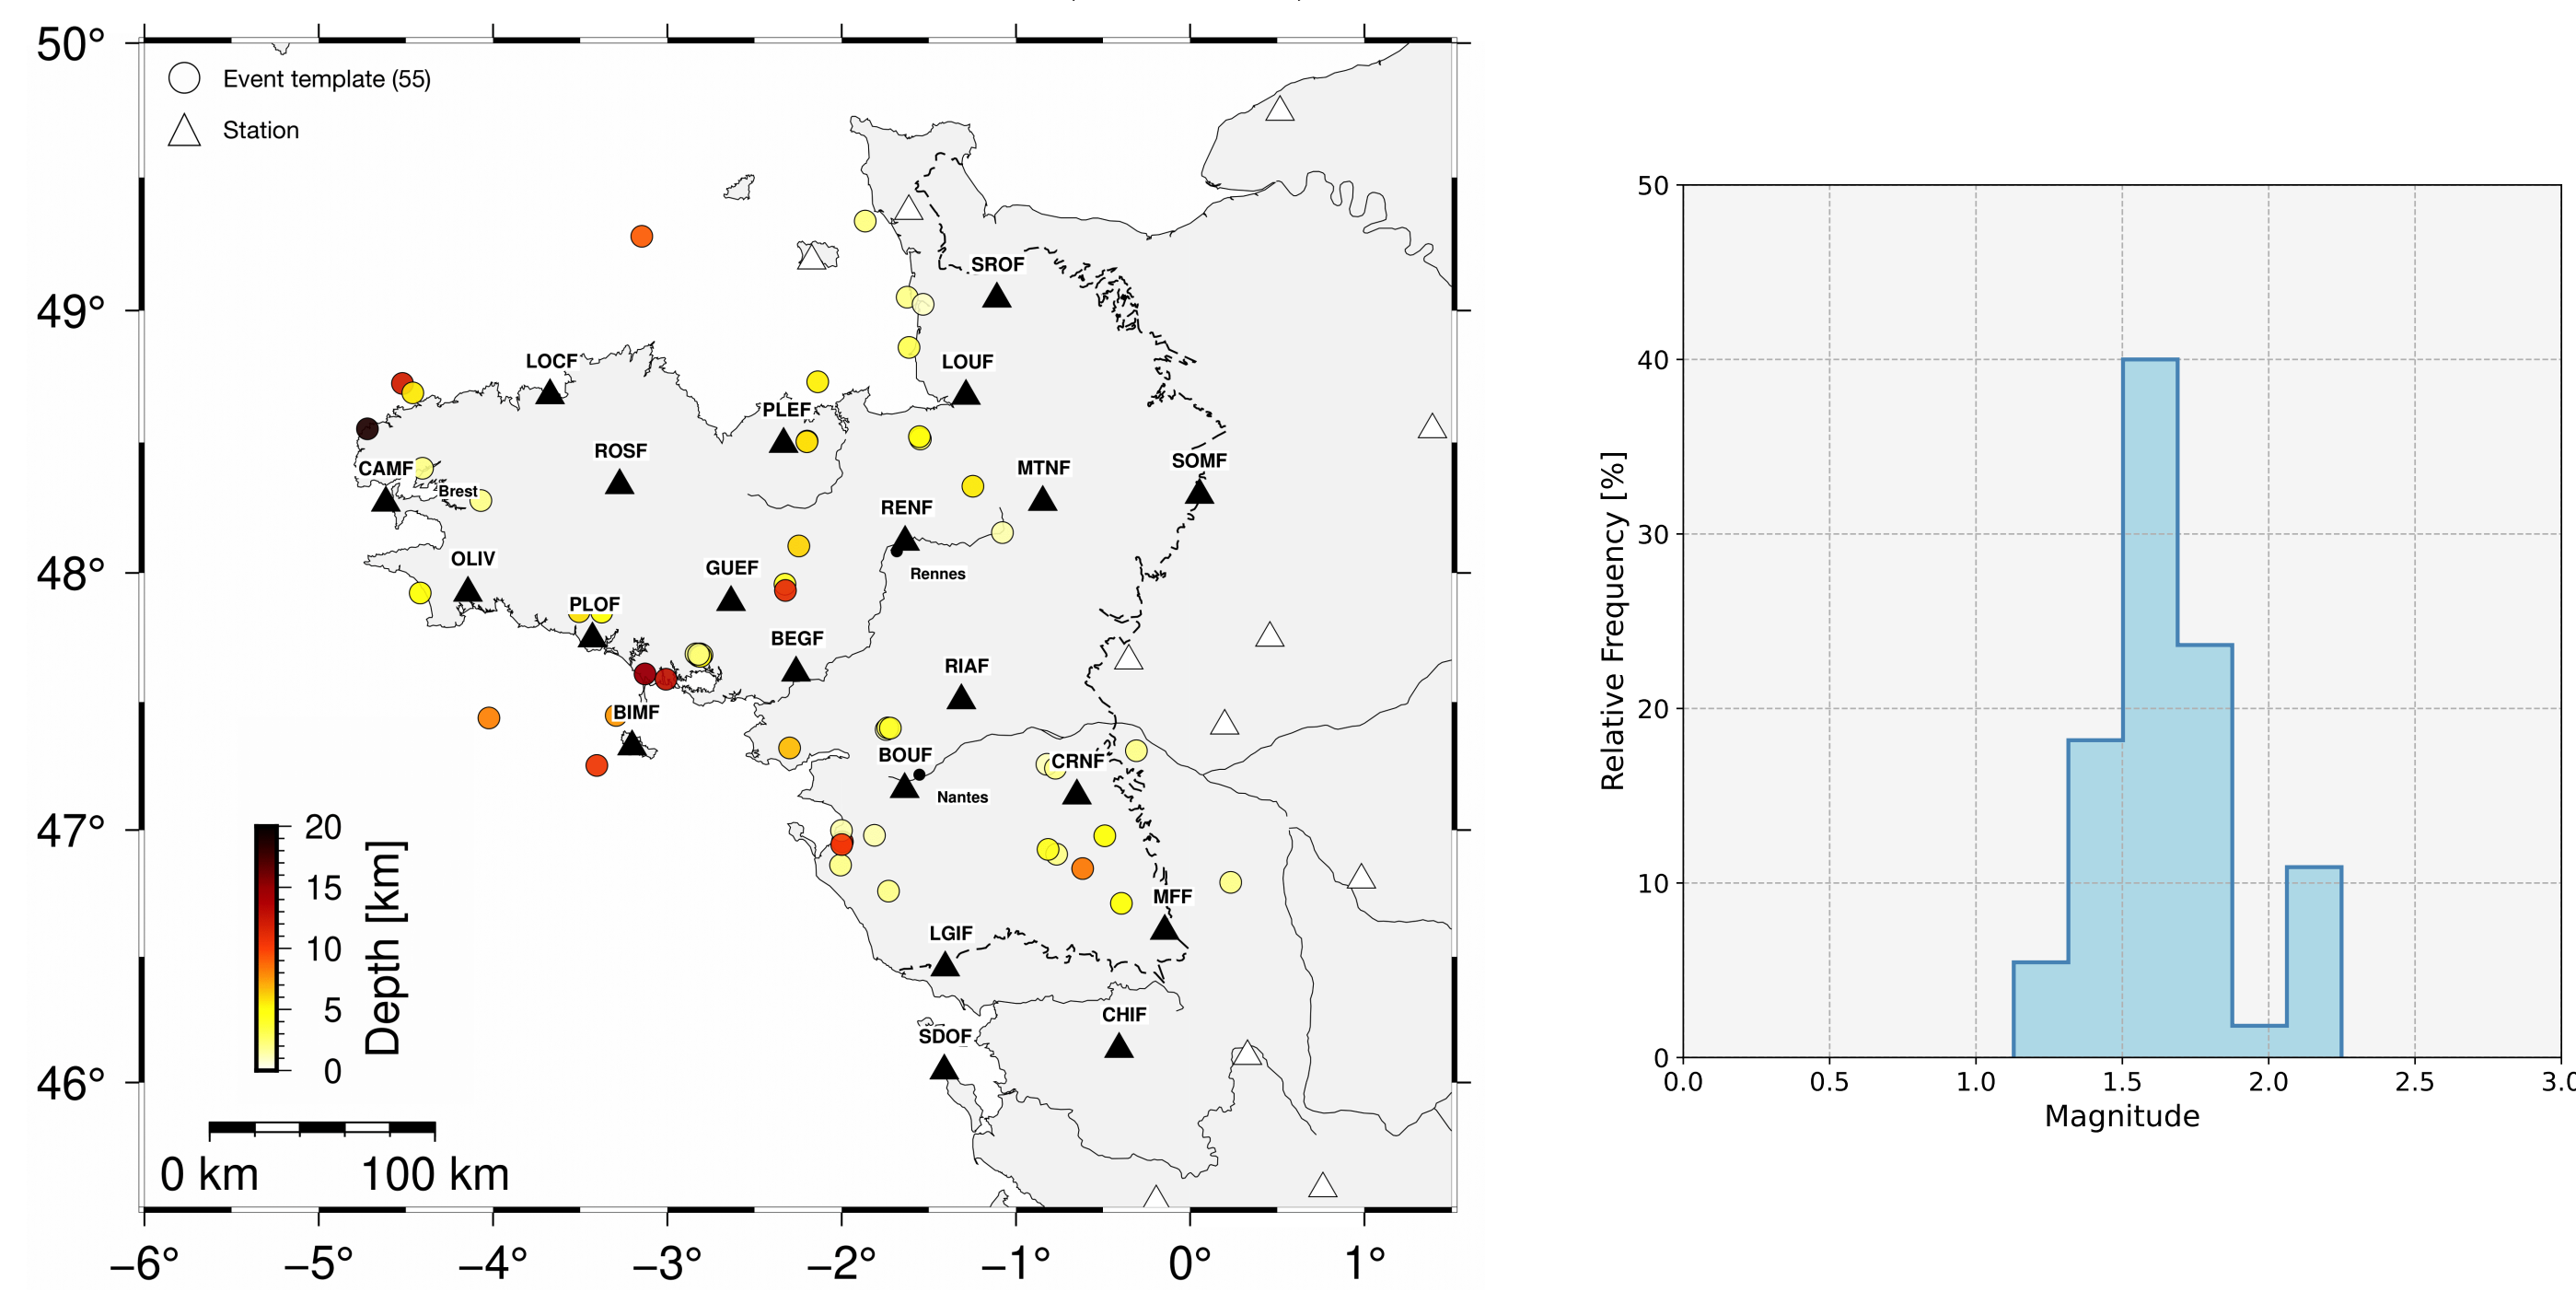 50°
Event template (55)
Station
50
SROF
49°
LOCF
LOUF
40
PLEF
ROSF
CAMF
MTNF
SOMF
Brest
RENF
30
OLIV
48°
GUEF
Rennes
PLOF
BEGF
RIAF
BIMF
20
BOUF
CRNF
Nantes
47°
20
15
10
5
0
Depth [km]
MFF
10
LGIF
CHIF
SDOF
46°
0
Relative Frequency [%]
0.0 0.5 1.0 1.5 2.0 2.5 3.0
Magnitude
0 km 100 km
−6° −5° −4° −3° −2° −1° 0° 1°